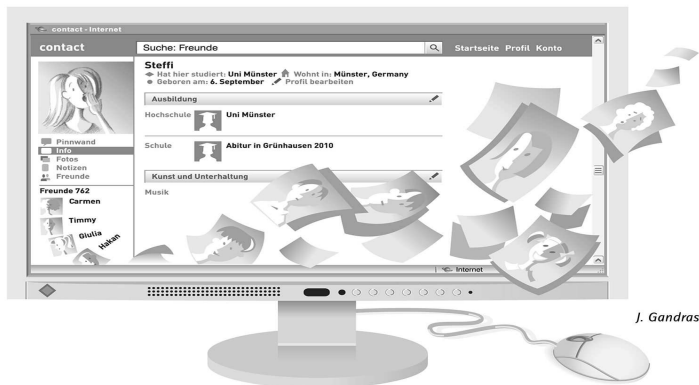 contact - Internet
contact
Suche: Freunde
Startseite Profil Konto
Steffi
Hat hier studiert: Uni Münster Wohnt in: Münster, Germany
Geboren am: 6. September Profil bearbeiten
Ausbildung
Hochschule Uni Münster
Schule Abitur in Grünhausen 2010
Kunst und Unterhaltung
Musik
Pinnwand
Info
Fotos
Notizen
Freunde
Freunde 762
Carmen
Timmy
Giulia
Hakan
Internet
J. Gandras